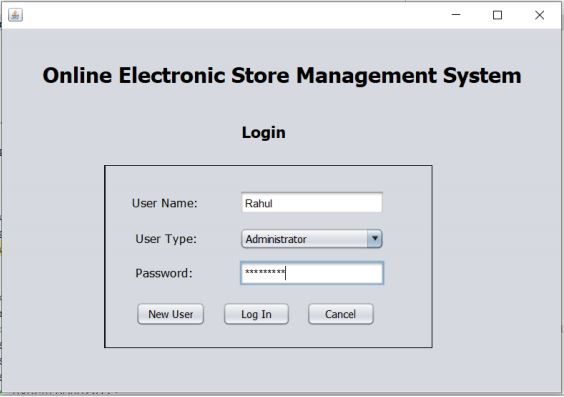 Online Electronic Store Management System
Login
User Name: Rahul
User Type: Administrator
Password: *********
New User Log In Cancel